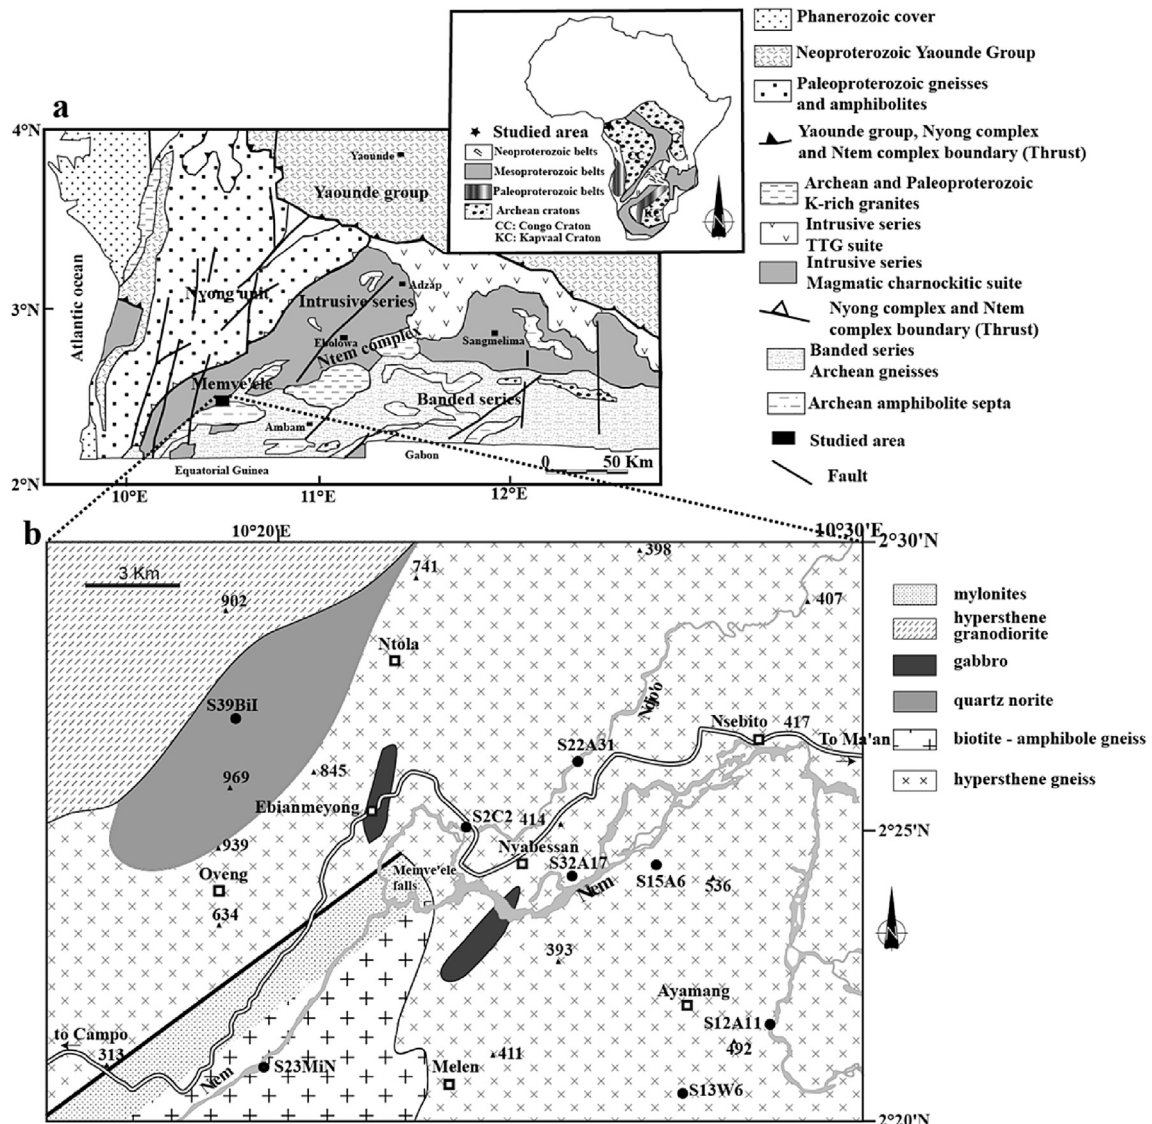 a
4°N
3°N
2°N
10°E
11°E
12°E
Atlantic ocean
Yaounde
Yaounde group
Nyong unit
Intrusive series
Adzap
Ebolowa
Ntem complex
Sangmelima
Memve'ele
Banded series
Ambam
Equatorial Guinea
Gabon
0 50 Km
Studied area
Neoproterozoic belts
Mesoproterozoic belts
Paleoproterozoic belts
Archean cratons
CC: Congo Craton
KC: Kapvaal Craton
CC
KC
N
Phanerozoic cover
Neoproterozoic Yaounde Group
Paleoproterozoic gneisses
and amphibolites
Yaounde group, Nyong complex
and Ntem complex boundary (Thrust)
Archean and Paleoproterozoic
K-rich granites
Intrusive series
TTG suite
Intrusive series
Magmatic charnockitic suite
Nyong complex and Ntem
complex boundary (Thrust)
Banded series
Archean gneisses
Archean amphibolite septa
Studied area
Fault
b
10°20'E
10°30'E
2°30'N
2°25'N
2°20'N
3 Km
741
398
902
407
Ntola
Ndjo'o
S39BiI
Nsebito
417
To Ma'an
S22A31
969
845
Ebianmeyong
S2C2
414
939
Nyabessan
Oveng
Memve'ele
falls
S32A17
Ntem
S15A6
536
634
393
Ayamang
S12A11
to Campo
313
492
411
Ntem
S23MiN
Melen
S13W6
mylonites
hypersthene
granodiorite
gabbro
quartz norite
biotite - amphibole gneiss
hypersthene gneiss
N